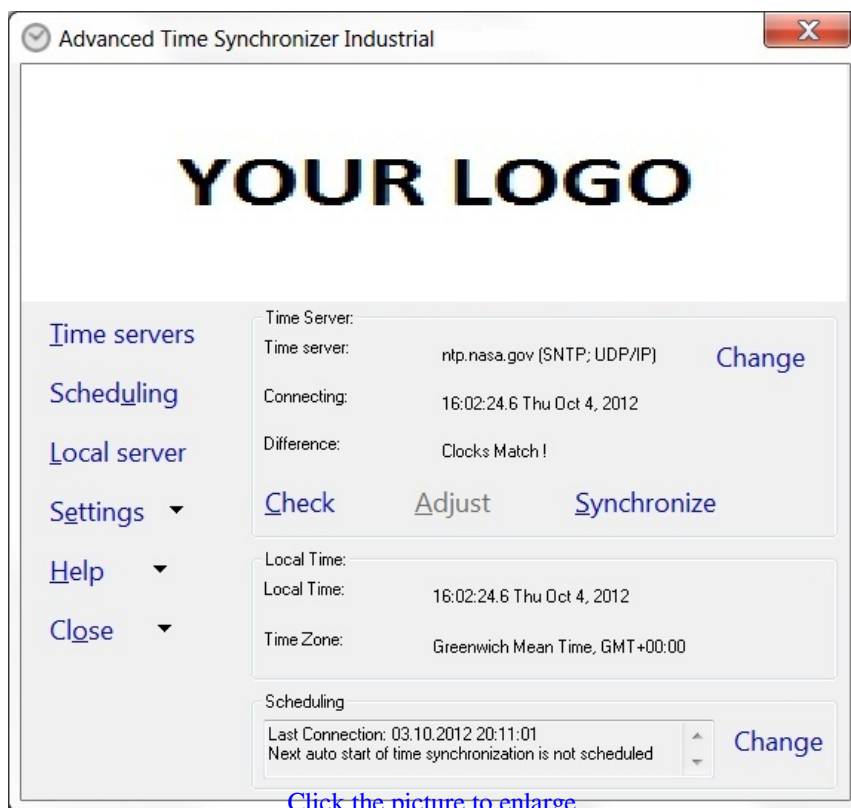 Advanced Time Synchronizer Industrial
YOUR LOGO
Time servers
Scheduling
Local server
Settings
Help
Close
Time Server:
Time server: ntp.nasa.gov (SNTP; UDP/IP) Change
Connecting: 16:02:24.6 Thu Oct 4, 2012
Difference: Clocks Match !
Check Adjust Synchronize
Local Time:
Local Time: 16:02:24.6 Thu Oct 4, 2012
Time Zone: Greenwich Mean Time, GMT+00:00
Scheduling
Last Connection: 03.10.2012 20:11:01
Next auto start of time synchronization is not scheduled
Change
Click the picture to enlarge